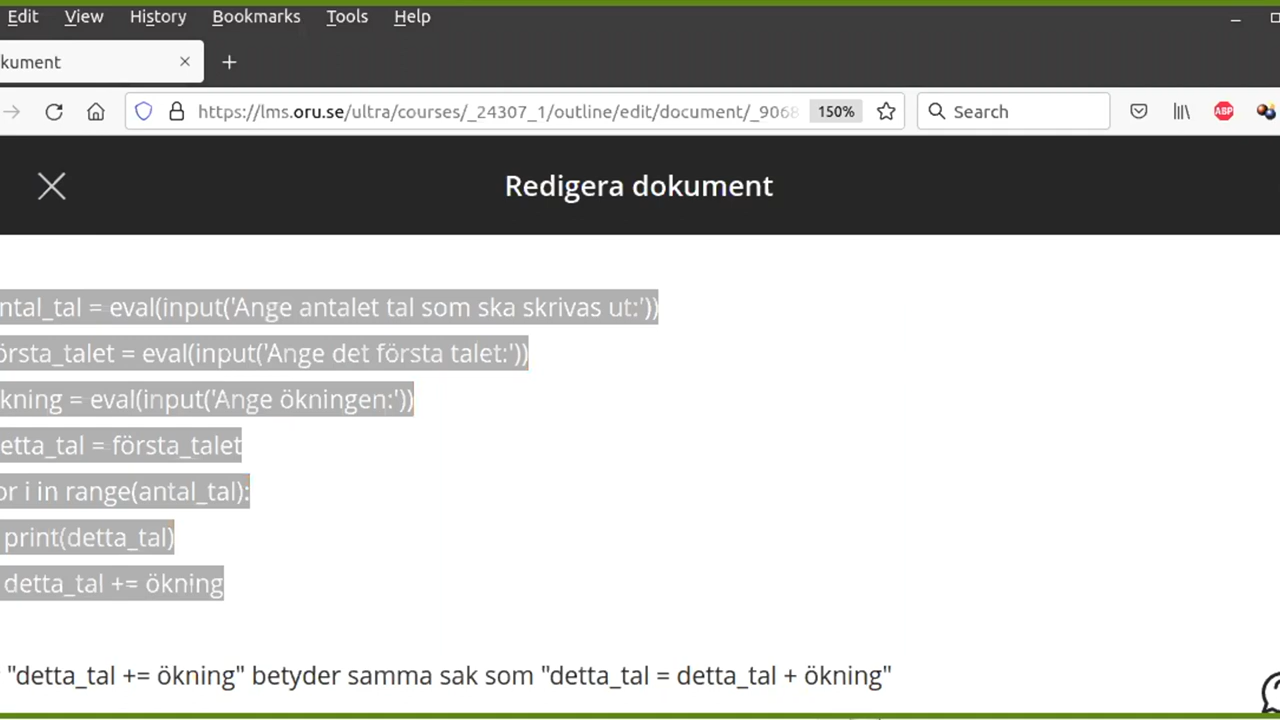 Edit View History Bookmarks Tools Help
kument
https://lms.oru.se/ultra/courses/_24307_1/outline/edit/document/_9068 150% Search ABP
Redigera dokument
ntal_tal = eval(input('Ange antalet tal som ska skrivas ut:'))
örsta_talet = eval(input('Ange det första talet:'))
kning = eval(input('Ange ökningen:'))
etta_tal = första_talet
or i in range(antal_tal):
print(detta_tal)
detta_tal += ökning
"detta_tal += ökning" betyder samma sak som "detta_tal = detta_tal + ökning"